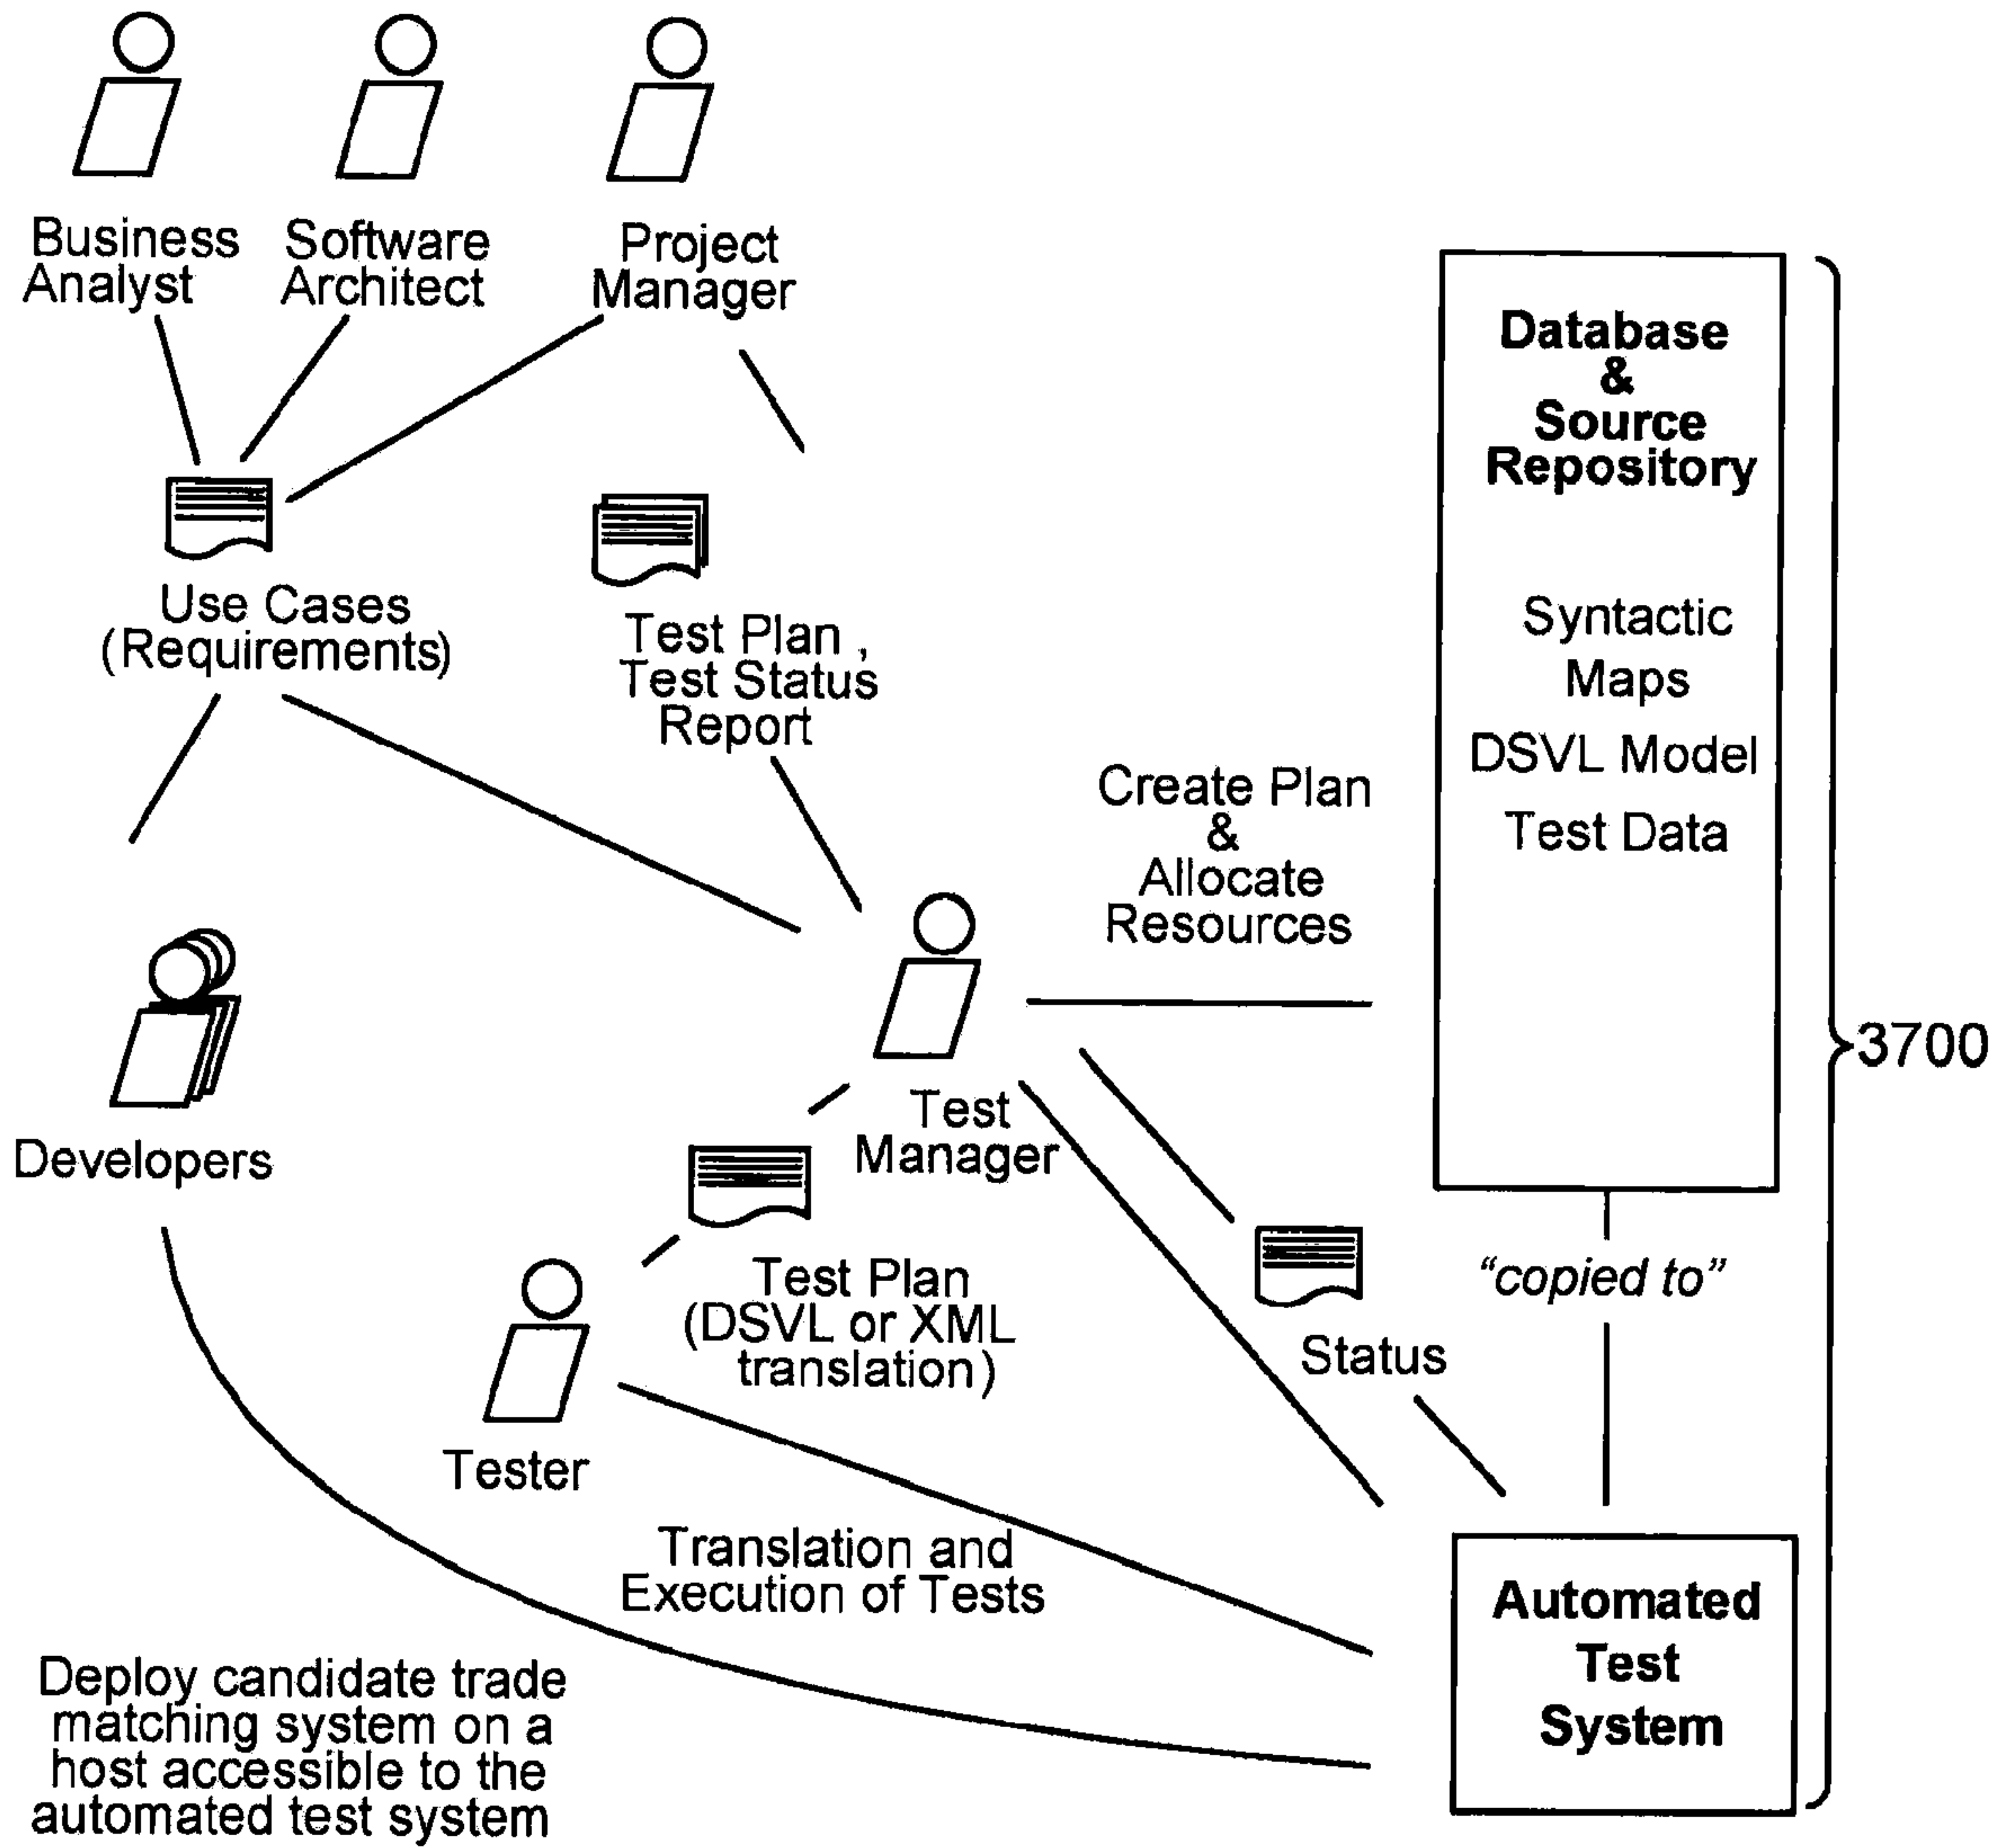 Business
Analyst
Software
Architect
Project
Manager
Use Cases
(Requirements)
Test Plan ,
Test Status
Report
Database
&
Source
Repository
Syntactic
Maps
DSVL Model
Test Data
Create Plan
&
Allocate
Resources
3700
Developers
Test
Manager
Test Plan
(DSVL or XML
translation)
Tester
Status
"copied to"
Translation and
Execution of Tests
Automated
Test
System
Deploy candidate trade
matching system on a
host accessible to the
automated test system